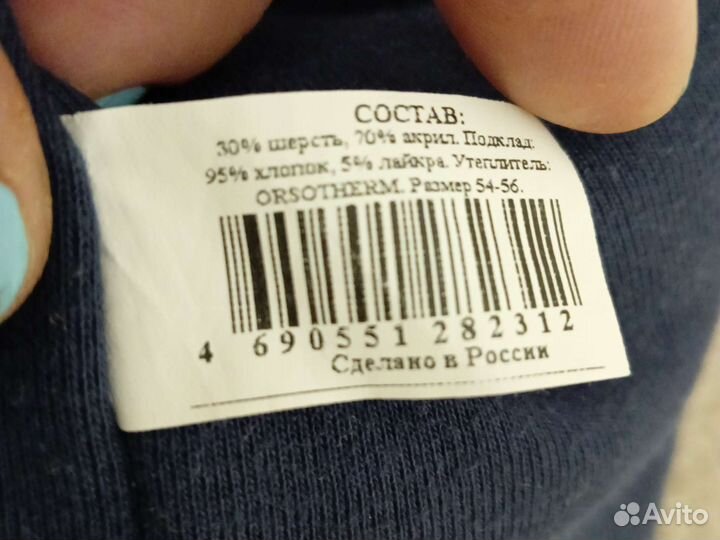 СОСТАВ:
30% шерсть, 70% акрил. Подклад:
95% хлопок, 5% лайкра. Утеплитель:
ORSOTHERM. Размер 54-56.
4 690551 282312
Сделано в России
Avito